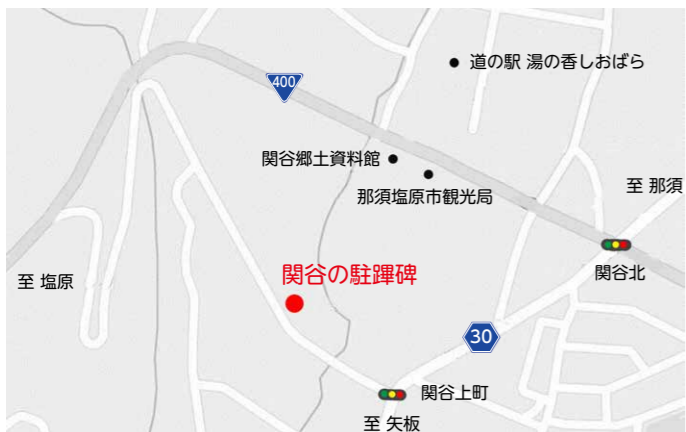 道の駅 湯の香しおばら
400
関谷郷土資料館
那須塩原市観光局
至 那須
関谷北
至 塩原
関谷の駐蹕碑
30
関谷上町
至 矢板